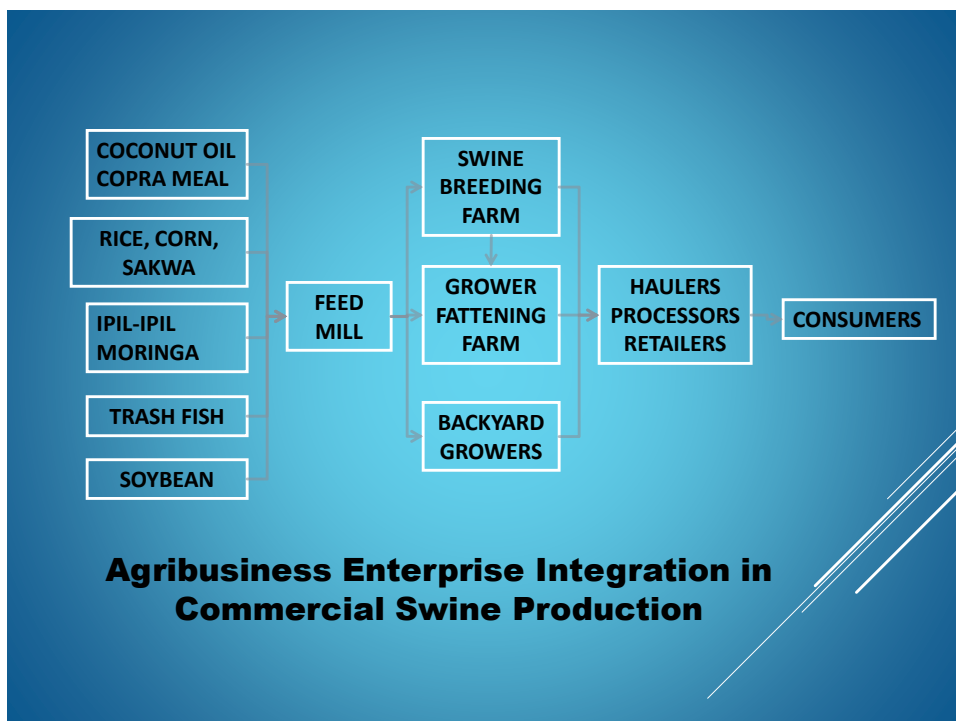 COCONUT OIL
COPRA MEAL
RICE, CORN,
SAKWA
IPIL-IPIL
MORINGA
TRASH FISH
SOYBEAN
FEED
MILL
SWINE
BREEDING
FARM
GROWER
FATTENING
FARM
BACKYARD
GROWERS
HAULERS
PROCESSORS
RETAILERS
CONSUMERS
Agribusiness Enterprise Integration in
Commercial Swine Production